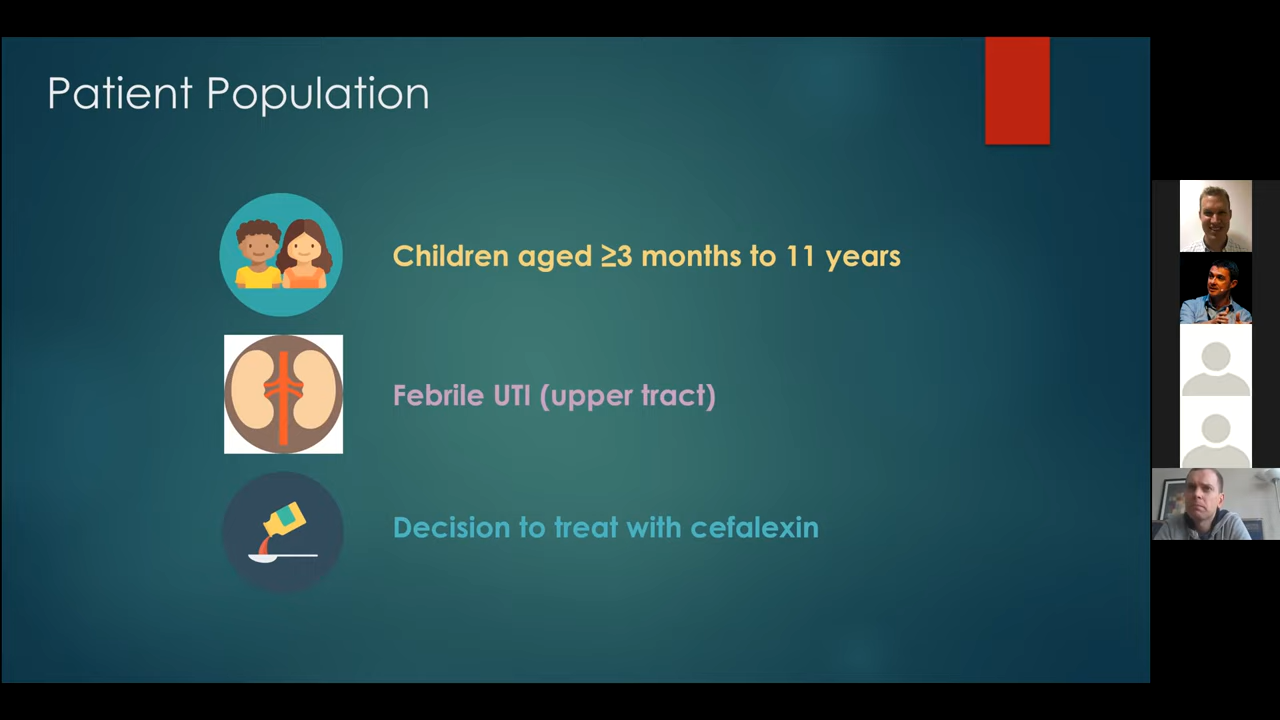 Patient Population
Children aged ≥3 months to 11 years
Febrile UTI (upper tract)
Decision to treat with cefalexin